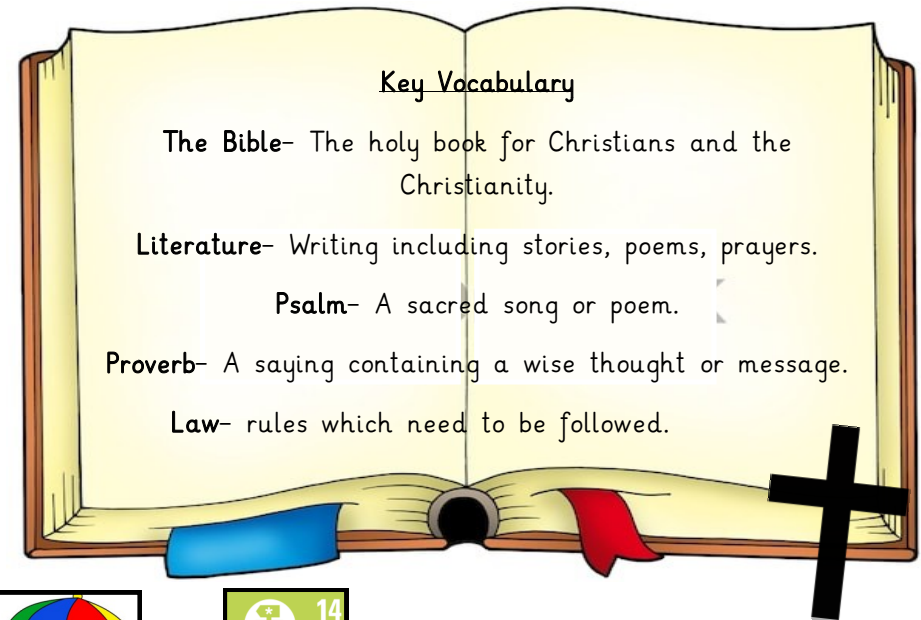 Key Vocabulary
The Bible– The holy book for Christians and the
Christianity.
Literature– Writing including stories, poems, prayers.
Psalm– A sacred song or poem.
Proverb– A saying containing a wise thought or message.
Law– rules which need to be followed.
14